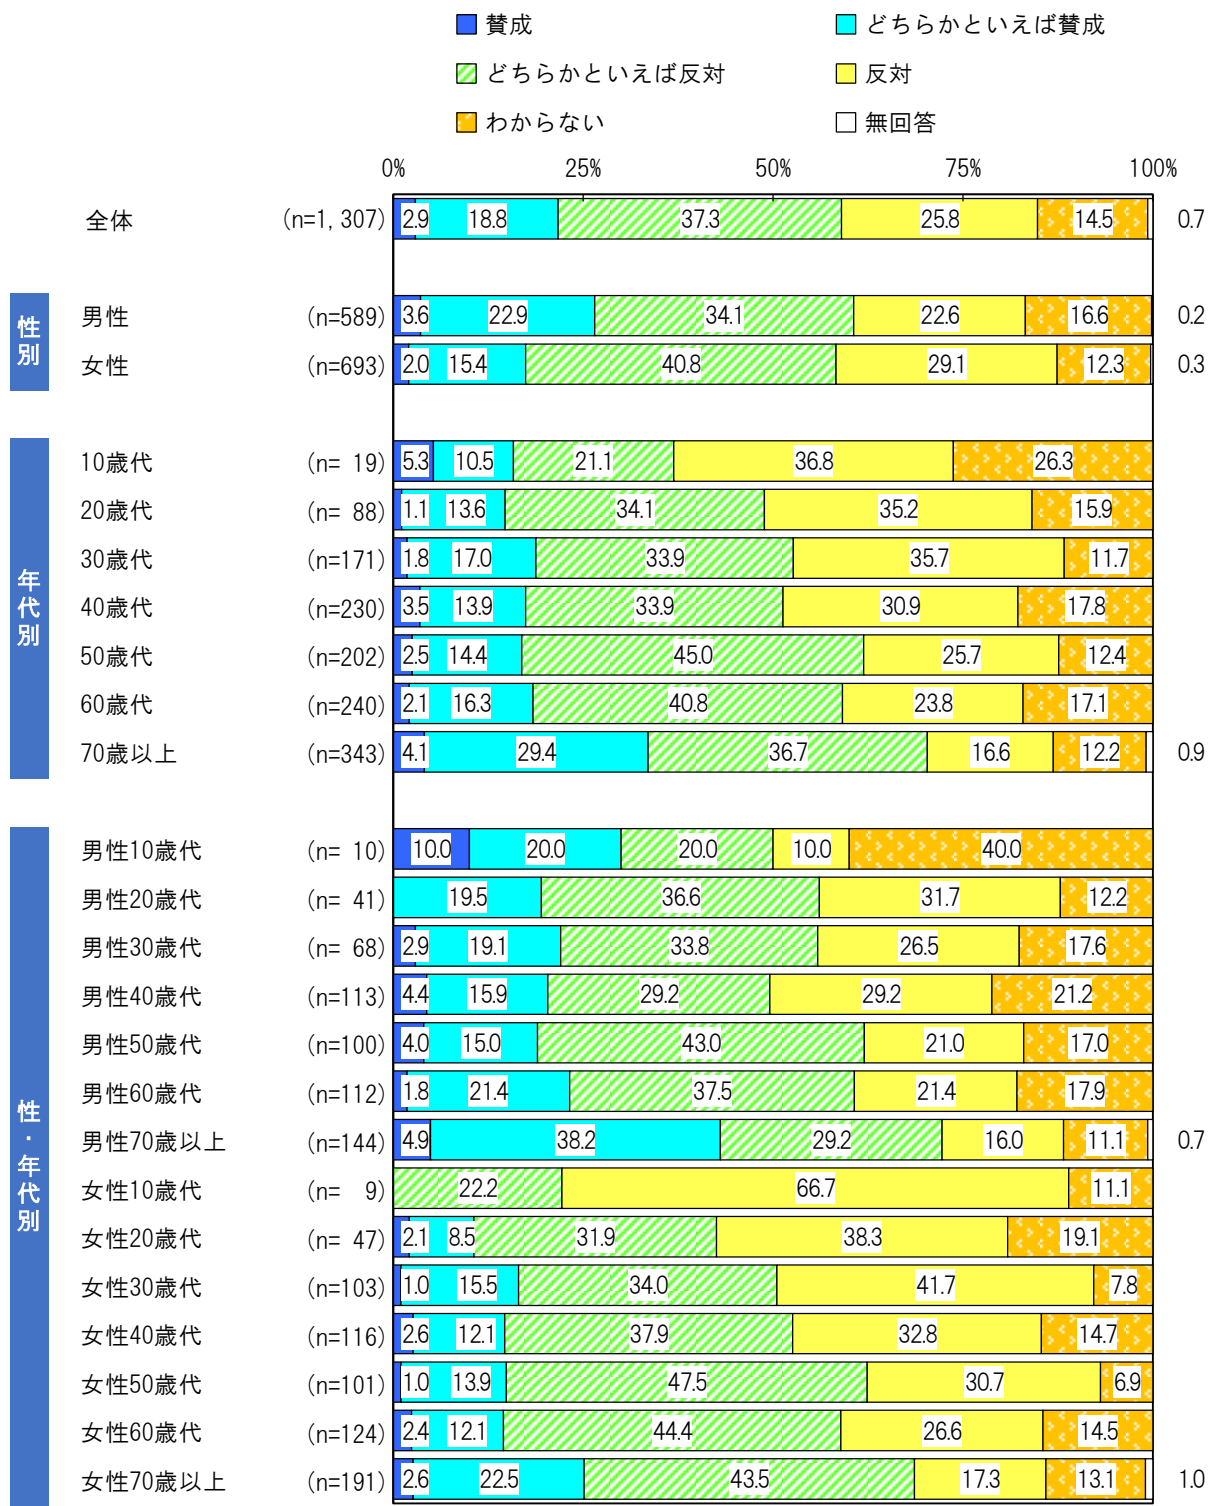 賛成 どちらかといえば賛成
どちらかといえば反対 反対
わからない 無回答
0% 25% 50% 75% 100%
全体 (n=1,307) 2.9 18.8 37.3 25.8 14.5 0.7
性別
男性 (n=589) 3.6 22.9 34.1 22.6 16.6 0.2
女性 (n=693) 2.0 15.4 40.8 29.1 12.3 0.3
年代別
10歳代 (n= 19) 5.3 10.5 21.1 36.8 26.3
20歳代 (n= 88) 1.1 13.6 34.1 35.2 15.9
30歳代 (n=171) 1.8 17.0 33.9 35.7 11.7
40歳代 (n=230) 3.5 13.9 33.9 30.9 17.8
50歳代 (n=202) 2.5 14.4 45.0 25.7 12.4
60歳代 (n=240) 2.1 16.3 40.8 23.8 17.1
70歳以上 (n=343) 4.1 29.4 36.7 16.6 12.2 0.9
性・年代別
男性10歳代 (n= 10) 10.0 20.0 20.0 10.0 40.0
男性20歳代 (n= 41) 19.5 36.6 31.7 12.2
男性30歳代 (n= 68) 2.9 19.1 33.8 26.5 17.6
男性40歳代 (n=113) 4.4 15.9 29.2 29.2 21.2
男性50歳代 (n=100) 4.0 15.0 43.0 21.0 17.0
男性60歳代 (n=112) 1.8 21.4 37.5 21.4 17.9
男性70歳以上 (n=144) 4.9 38.2 29.2 16.0 11.1 0.7
女性10歳代 (n=  9) 22.2 66.7 11.1
女性20歳代 (n= 47) 2.1 8.5 31.9 38.3 19.1
女性30歳代 (n=103) 1.0 15.5 34.0 41.7 7.8
女性40歳代 (n=116) 2.6 12.1 37.9 32.8 14.7
女性50歳代 (n=101) 1.0 13.9 47.5 30.7 6.9
女性60歳代 (n=124) 2.4 12.1 44.4 26.6 14.5
女性70歳以上 (n=191) 2.6 22.5 43.5 17.3 13.1 1.0